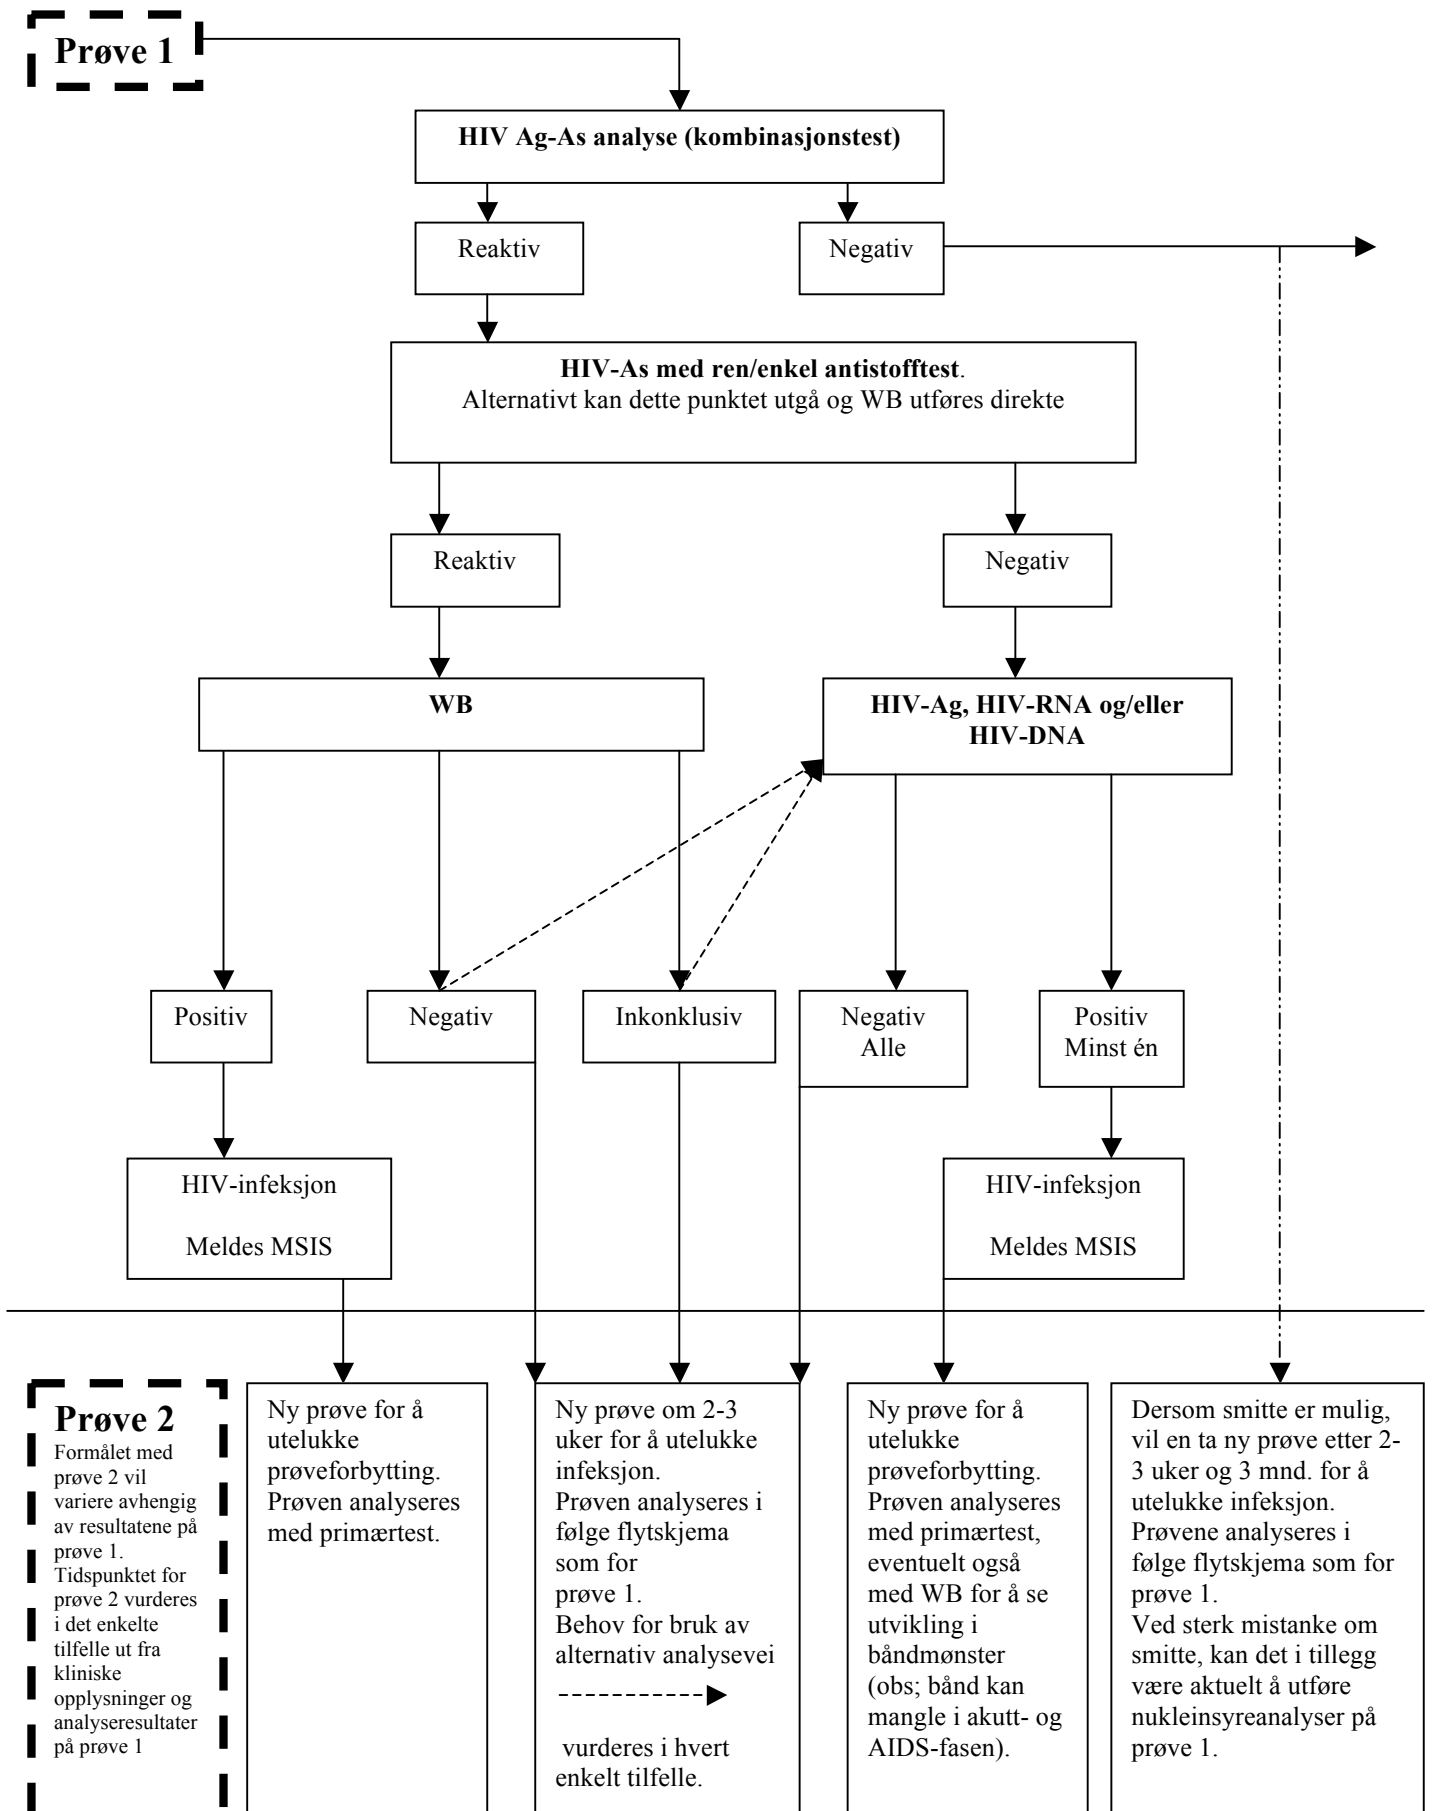 Prøve 1
HIV Ag-As analyse (kombinasjonstest)
Reaktiv
Negativ
HIV-As med ren/enkel antistofftest.
Alternativt kan dette punktet utgå og WB utføres direkte
Reaktiv
Negativ
WB
HIV-Ag, HIV-RNA og/eller
HIV-DNA
Positiv
Negativ
Inkonklusiv
Negativ
Alle
Positiv
Minst én
HIV-infeksjon
Meldes MSIS
HIV-infeksjon
Meldes MSIS
Prøve 2
Formålet med
prøve 2 vil
variere avhengig
av resultatene på
prøve 1.
Tidspunktet for
prøve 2 vurderes
i det enkelte
tilfelle ut fra
kliniske
opplysninger og
analyseresultater
på prøve 1
Ny prøve for å
utelukke
prøveforbytting.
Prøven analyseres
med primærtest.
Ny prøve om 2-3
uker for å utelukke
infeksjon.
Prøven analyseres i
følge flytskjema
som for
prøve 1.
Behov for bruk av
alternativ analysevei
vurderes i hvert
enkelt tilfelle.
Ny prøve for å
utelukke
prøveforbytting.
Prøven analyseres
med primærtest,
eventuelt også
med WB for å se
utvikling i
båndmønster
(obs; bånd kan
mangle i akutt- og
AIDS-fasen).
Dersom smitte er mulig,
vil en ta ny prøve etter 2-
3 uker og 3 mnd. for å
utelukke infeksjon.
Prøvene analyseres i
følge flytskjema som for
prøve 1.
Ved sterk mistanke om
smitte, kan det i tillegg
være aktuelt å utføre
nukleinsyreanalyser på
prøve 1.